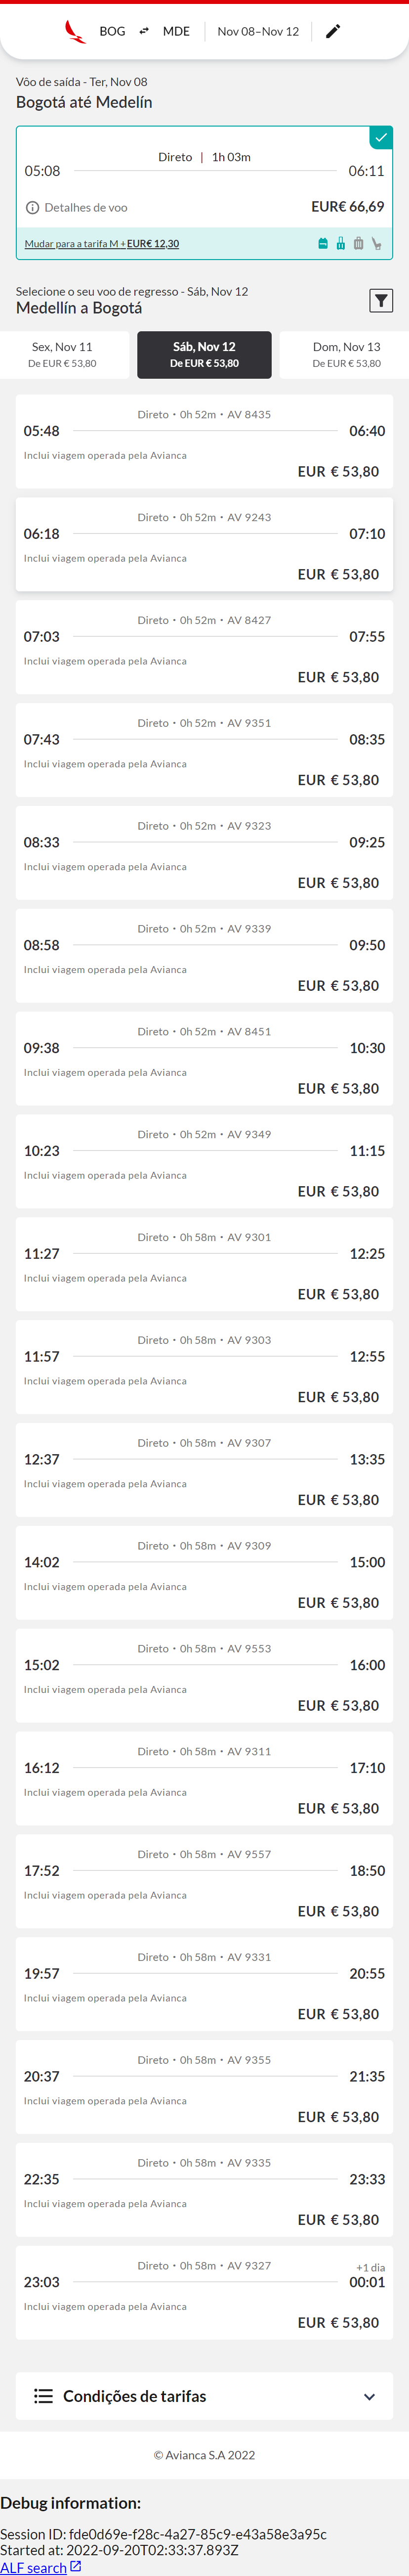 BOG MDE Nov 08–Nov 12
Vôo de saída - Ter, Nov 08
Bogotá até Medelín
Direto | 1h 03m
05:08 06:11
Detalhes de voo EUR€ 66,69
Mudar para a tarifa M +EUR€ 12,30
Selecione o seu voo de regresso - Sáb, Nov 12
Medellín a Bogotá
Sex, Nov 11 Sáb, Nov 12 Dom, Nov 13
De EUR € 53,80 De EUR € 53,80 De EUR € 53,80
Direto • 0h 52m • AV 8435
05:48 06:40
Inclui viagem operada pela Avianca
EUR € 53,80
Direto • 0h 52m • AV 9243
06:18 07:10
Inclui viagem operada pela Avianca
EUR € 53,80
Direto • 0h 52m • AV 8427
07:03 07:55
Inclui viagem operada pela Avianca
EUR € 53,80
Direto • 0h 52m • AV 9351
07:43 08:35
Inclui viagem operada pela Avianca
EUR € 53,80
Direto • 0h 52m • AV 9323
08:33 09:25
Inclui viagem operada pela Avianca
EUR € 53,80
Direto • 0h 52m • AV 9339
08:58 09:50
Inclui viagem operada pela Avianca
EUR € 53,80
Direto • 0h 52m • AV 8451
09:38 10:30
Inclui viagem operada pela Avianca
EUR € 53,80
Direto • 0h 52m • AV 9349
10:23 11:15
Inclui viagem operada pela Avianca
EUR € 53,80
Direto • 0h 58m • AV 9301
11:27 12:25
Inclui viagem operada pela Avianca
EUR € 53,80
Direto • 0h 58m • AV 9303
11:57 12:55
Inclui viagem operada pela Avianca
EUR € 53,80
Direto • 0h 58m • AV 9307
12:37 13:35
Inclui viagem operada pela Avianca
EUR € 53,80
Direto • 0h 58m • AV 9309
14:02 15:00
Inclui viagem operada pela Avianca
EUR € 53,80
Direto • 0h 58m • AV 9553
15:02 16:00
Inclui viagem operada pela Avianca
EUR € 53,80
Direto • 0h 58m • AV 9311
16:12 17:10
Inclui viagem operada pela Avianca
EUR € 53,80
Direto • 0h 58m • AV 9557
17:52 18:50
Inclui viagem operada pela Avianca
EUR € 53,80
Direto • 0h 58m • AV 9331
19:57 20:55
Inclui viagem operada pela Avianca
EUR € 53,80
Direto • 0h 58m • AV 9355
20:37 21:35
Inclui viagem operada pela Avianca
EUR € 53,80
Direto • 0h 58m • AV 9335
22:35 23:33
Inclui viagem operada pela Avianca
EUR € 53,80
Direto • 0h 58m • AV 9327
+1 dia
23:03 00:01
Inclui viagem operada pela Avianca
EUR € 53,80
Condições de tarifas
© Avianca S.A 2022
Debug information:
Session ID: fde0d69e-f28c-4a27-85c9-e43a58e3a95c
Started at: 2022-09-20T02:33:37.893Z
ALF search